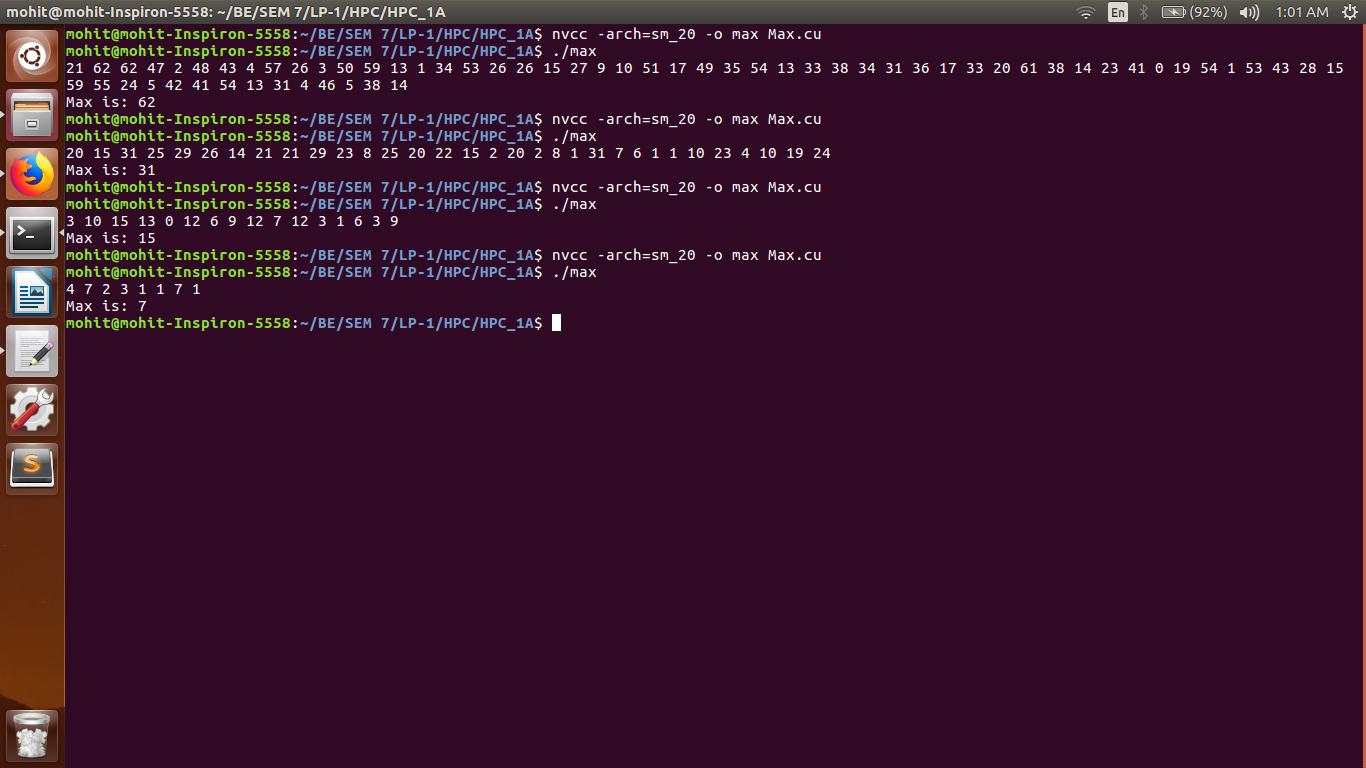 mohit@mohit-Inspiron-5558: ~/BE/SEM 7/LP-1/HPC/HPC_1A
En
(92%)
1:01 AM
mohit@mohit-Inspiron-5558:~/BE/SEM 7/LP-1/HPC/HPC_1A$ nvcc -arch=sm_20 -o max Max.cu
mohit@mohit-Inspiron-5558:~/BE/SEM 7/LP-1/HPC/HPC_1A$ ./max
21 62 62 47 2 48 43 4 57 26 3 50 59 13 1 34 53 26 26 15 27 9 10 51 17 49 35 54 13 33 38 34 31 36 17 33 20 61 38 14 23 41 0 19 54 1 53 43 28 15
59 55 24 5 42 41 54 13 31 4 46 5 38 14
Max is: 62
mohit@mohit-Inspiron-5558:~/BE/SEM 7/LP-1/HPC/HPC_1A$ nvcc -arch=sm_20 -o max Max.cu
mohit@mohit-Inspiron-5558:~/BE/SEM 7/LP-1/HPC/HPC_1A$ ./max
20 15 31 25 29 26 14 21 21 29 23 8 25 20 22 15 2 20 2 8 1 31 7 6 1 1 10 23 4 10 19 24
Max is: 31
mohit@mohit-Inspiron-5558:~/BE/SEM 7/LP-1/HPC/HPC_1A$ nvcc -arch=sm_20 -o max Max.cu
mohit@mohit-Inspiron-5558:~/BE/SEM 7/LP-1/HPC/HPC_1A$ ./max
3 10 15 13 0 12 6 9 12 7 12 3 1 6 3 9
Max is: 15
mohit@mohit-Inspiron-5558:~/BE/SEM 7/LP-1/HPC/HPC_1A$ nvcc -arch=sm_20 -o max Max.cu
mohit@mohit-Inspiron-5558:~/BE/SEM 7/LP-1/HPC/HPC_1A$ ./max
4 7 2 3 1 1 7 1
Max is: 7
mohit@mohit-Inspiron-5558:~/BE/SEM 7/LP-1/HPC/HPC_1A$